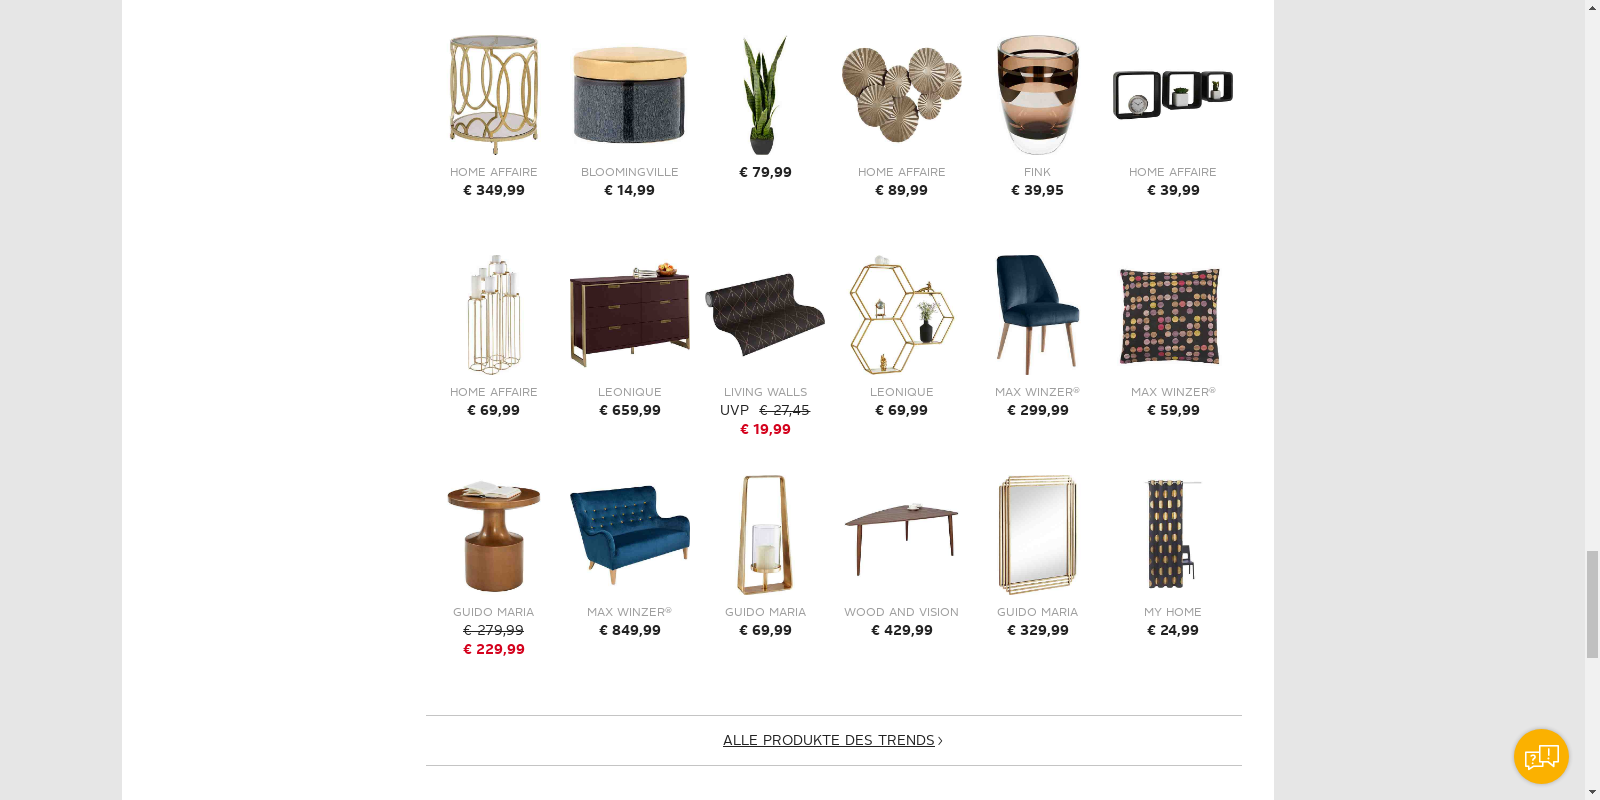 HOME AFFAIRE
€ 349,99
BLOOMINGVILLE
€ 14,99
€ 79,99
HOME AFFAIRE
€ 89,99
FINK
€ 39,95
HOME AFFAIRE
€ 39,99
HOME AFFAIRE
€ 69,99
LEONIQUE
€ 659,99
LIVING WALLS
UVP € 27,45
€ 19,99
LEONIQUE
€ 69,99
MAX WINZER®
€ 299,99
MAX WINZER®
€ 59,99
GUIDO MARIA
€ 279,99
€ 229,99
MAX WINZER®
€ 849,99
GUIDO MARIA
€ 69,99
WOOD AND VISION
€ 429,99
GUIDO MARIA
€ 329,99
MY HOME
€ 24,99
ALLE PRODUKTE DES TRENDS